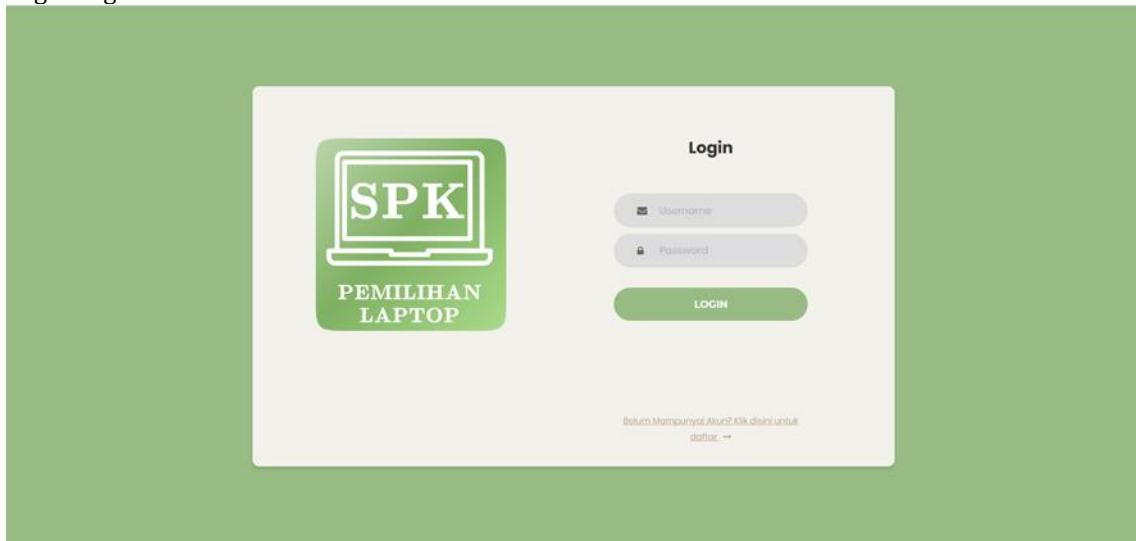 SPK
PEMILIHAN
LAPTOP
Login
Username
Password
LOGIN
Belum Mempunyai Akun? Klik disini untuk
daftar →